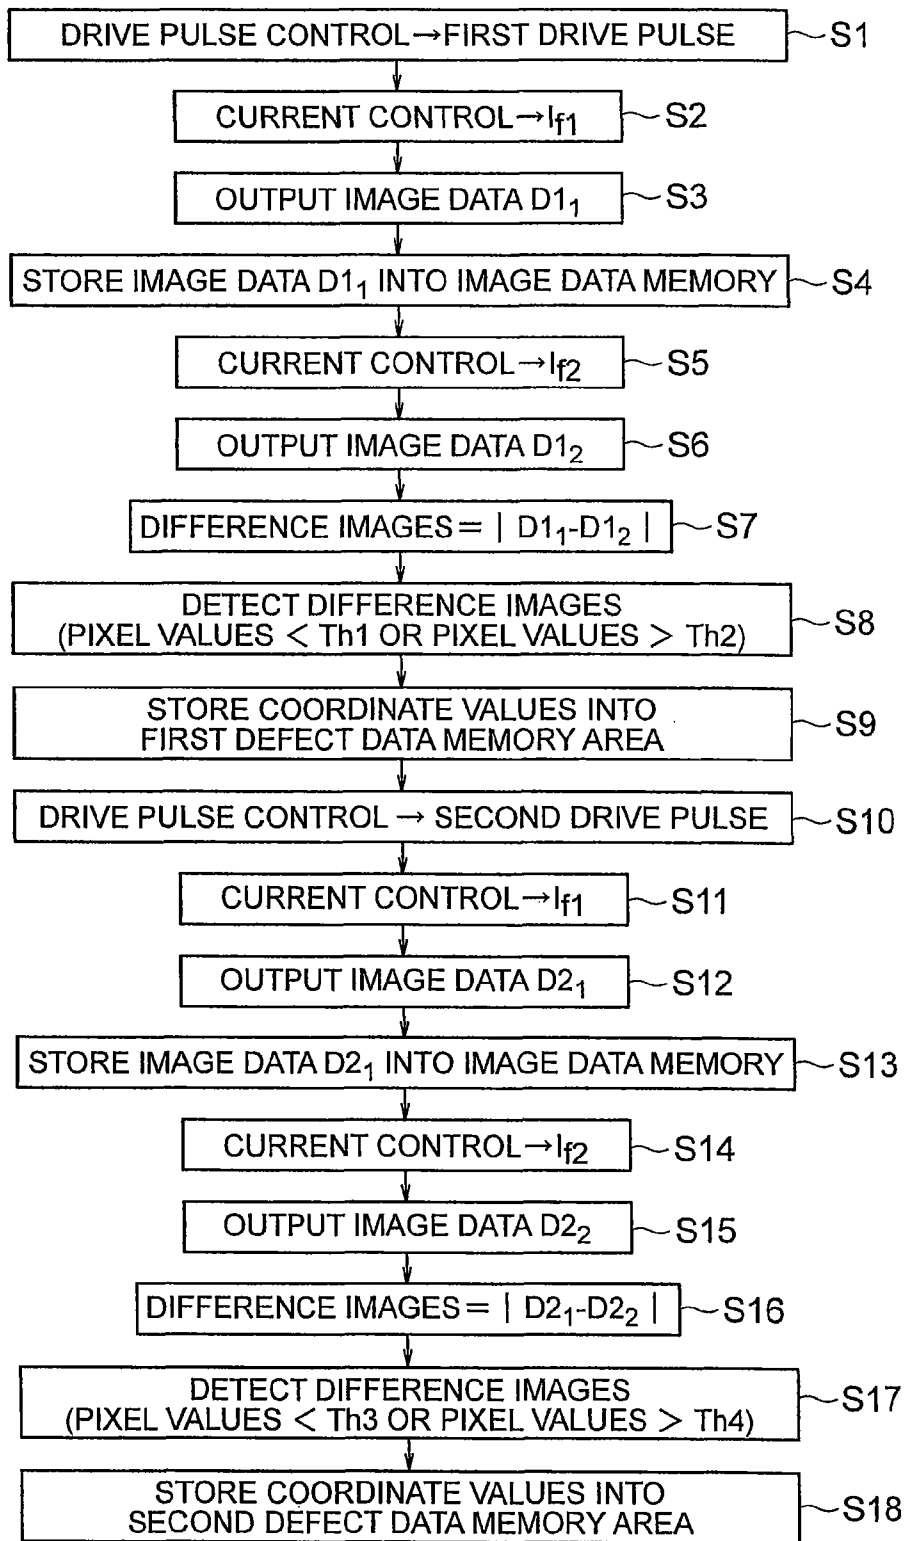 DRIVE PULSE CONTROL→FIRST DRIVE PULSE S1
CURRENT CONTROL→If1 S2
OUTPUT IMAGE DATA D1₁ S3
STORE IMAGE DATA D1₁ INTO IMAGE DATA MEMORY S4
CURRENT CONTROL→If2 S5
OUTPUT IMAGE DATA D1₂ S6
DIFFERENCE IMAGES= | D1₁-D1₂ | S7
DETECT DIFFERENCE IMAGES
(PIXEL VALUES < Th1 OR PIXEL VALUES > Th2) S8
STORE COORDINATE VALUES INTO
FIRST DEFECT DATA MEMORY AREA S9
DRIVE PULSE CONTROL → SECOND DRIVE PULSE S10
CURRENT CONTROL→If1 S11
OUTPUT IMAGE DATA D2₁ S12
STORE IMAGE DATA D2₁ INTO IMAGE DATA MEMORY S13
CURRENT CONTROL→If2 S14
OUTPUT IMAGE DATA D2₂ S15
DIFFERENCE IMAGES= | D2₁-D2₂ | S16
DETECT DIFFERENCE IMAGES
(PIXEL VALUES < Th3 OR PIXEL VALUES > Th4) S17
STORE COORDINATE VALUES INTO
SECOND DEFECT DATA MEMORY AREA S18